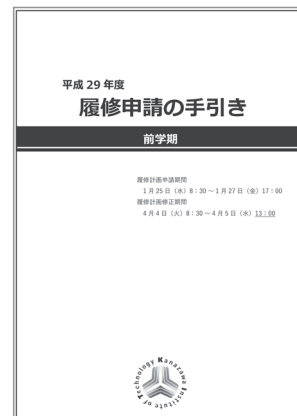 平成 29 年度
履修申請の手引き
前学期
履修計画申請期間
1 月 25 日（水）8：30 ～ 1 月 27 日（金）17：00
履修計画修正期間
4 月 4 日（火）8：30 ～ 4 月 5 日（水）13：00
Kanazawa Institute of Technology